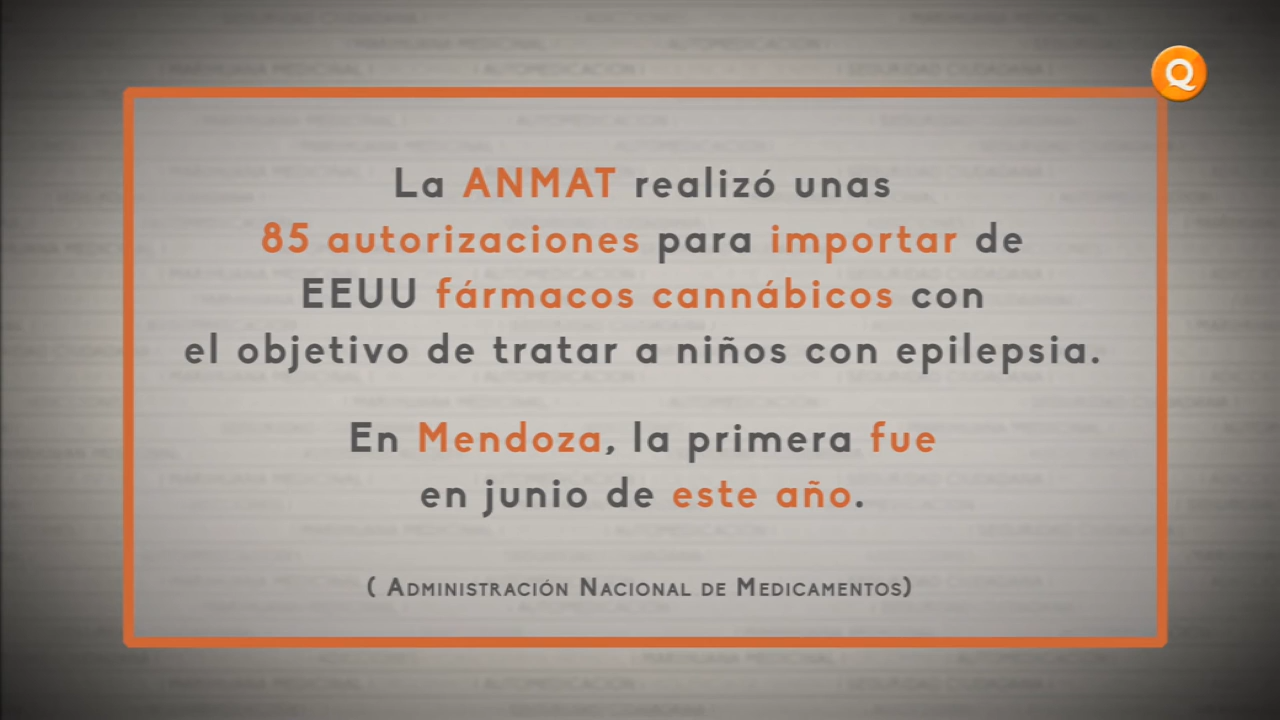 La ANMAT realizó unas
85 autorizaciones para importar de
EEUU fármacos cannábicos con
el objetivo de tratar a niños con epilepsia.
En Mendoza, la primera fue
en junio de este año.
( Administración Nacional de Medicamentos)
Q